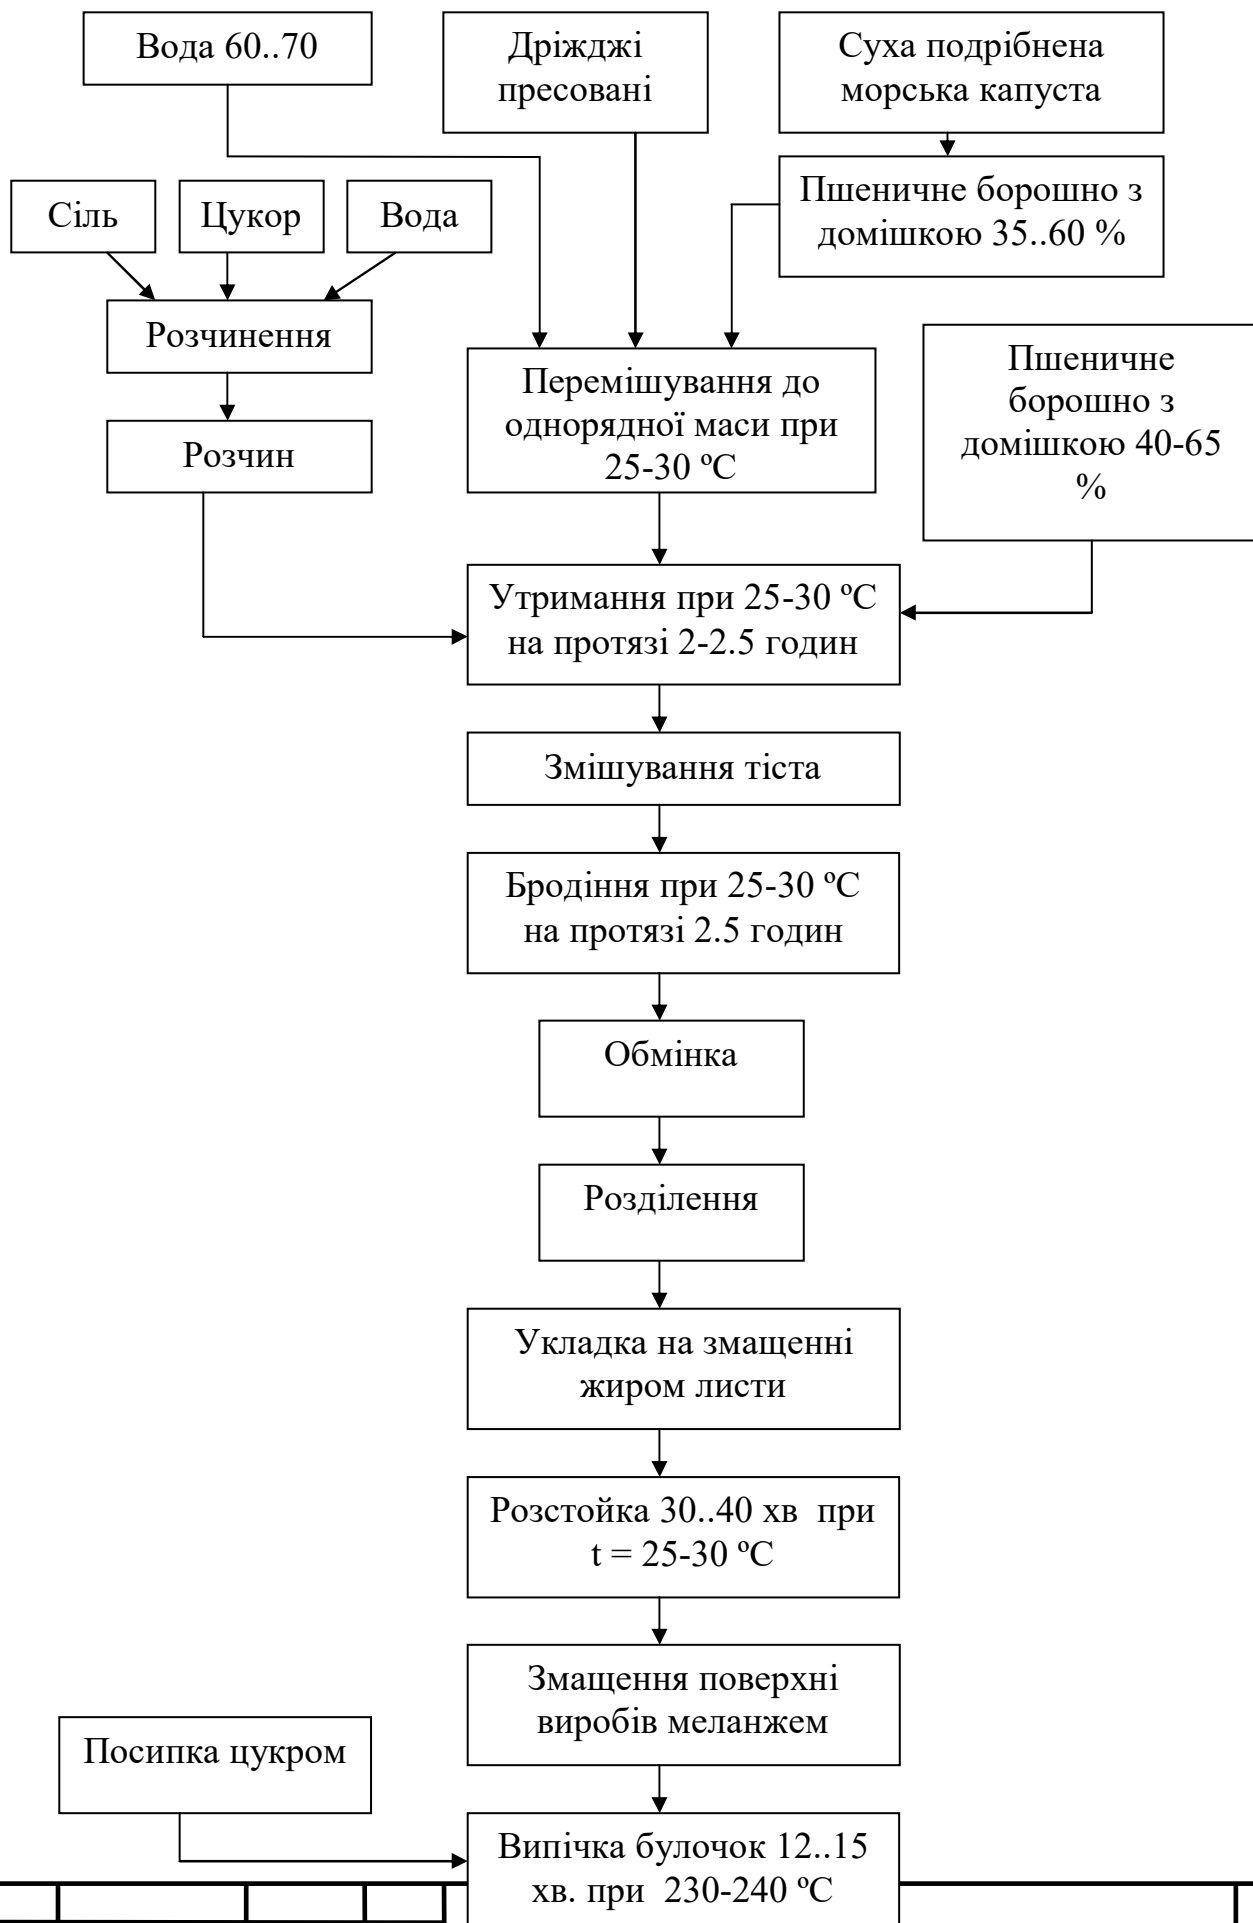 Вода 60..70
Дріжджі
пресовані
Суха подрібнена
морська капуста
Пшеничне борошно з
домішкою 35..60 %
Сіль
Цукор
Вода
Розчинення
Розчин
Перемішування до
однорядної маси при
25-30 ºС
Пшеничне
борошно з
домішкою 40-65
%
Утримання при 25-30 ºС
на протязі 2-2.5 годин
Змішування тіста
Бродіння при 25-30 ºС
на протязі 2.5 годин
Обмінка
Розділення
Укладка на змащенні
жиром листи
Розстойка 30..40 хв при
t = 25-30 ºС
Змащення поверхні
виробів меланжем
Посипка цукром
Випічка булочок 12..15
хв. при 230-240 ºС